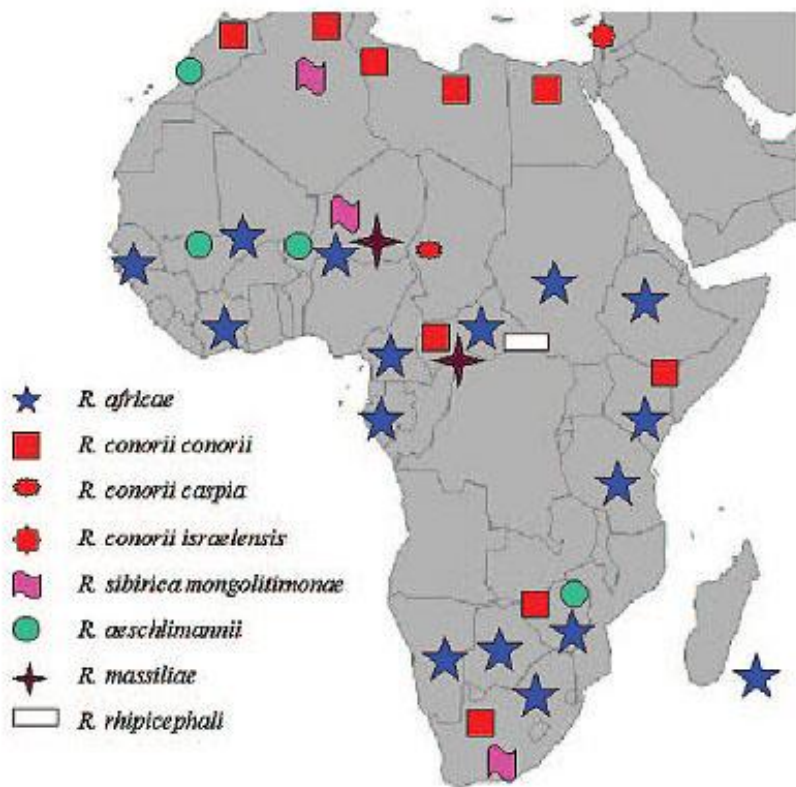 R. africae
R. conorii conorii
R. conorii caspia
R. conorii israelensis
R. sibirica mongolitimonae
R. aeschlimannii
R. massiliae
R. rhipicephali